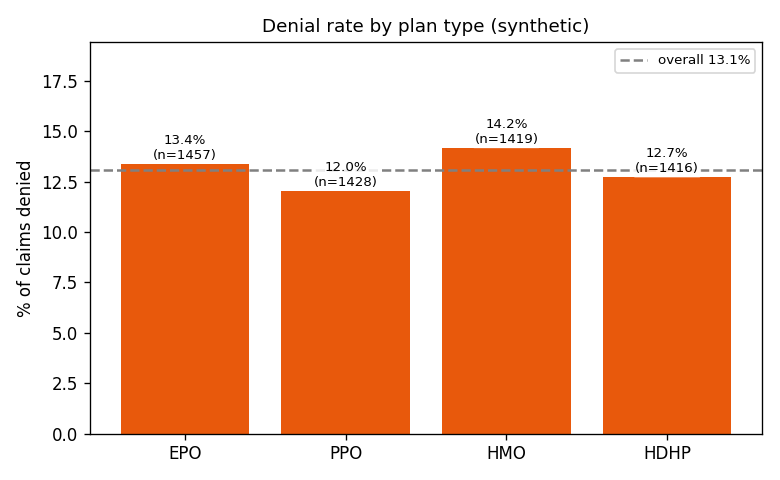 Denial rate by plan type (synthetic)
overall 13.1%
% of claims denied
17.5
15.0
12.5
10.0
7.5
5.0
2.5
0.0
13.4%
(n=1457)
12.0%
(n=1428)
14.2%
(n=1419)
12.7%
(n=1416)
EPO
PPO
HMO
HDHP